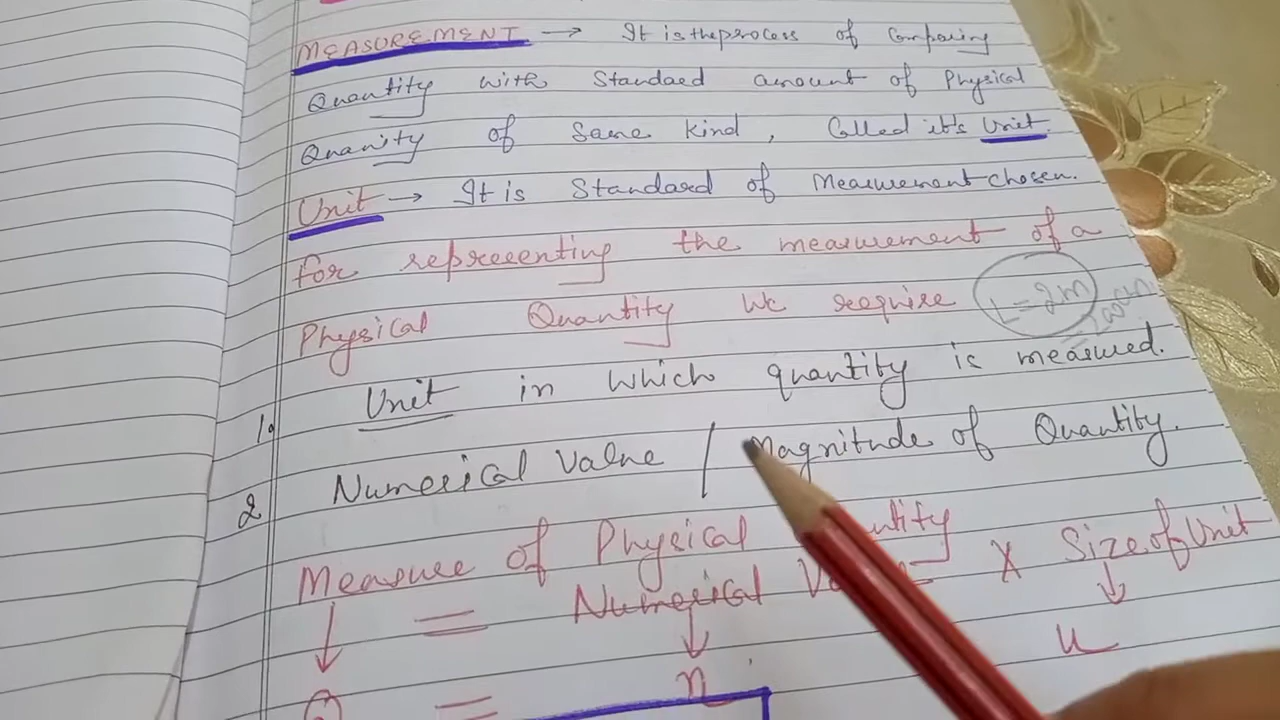 MEASUREMENT → It is the process of Comparing
Quantity with Standard amount of Physical
Quanity of Same Kind, Called it's Unit.
Unit → It is Standard of Measurement chosen.
for representing the measurement of a
Physical Quantity We require L = 2m
= 200cm
1. Unit in which quantity is measured.
2 Numerical Value / Magnitude of Quantity.
Measure of Physical
= Numerical × Size of Unit
↓ ↓ ↓
= n u